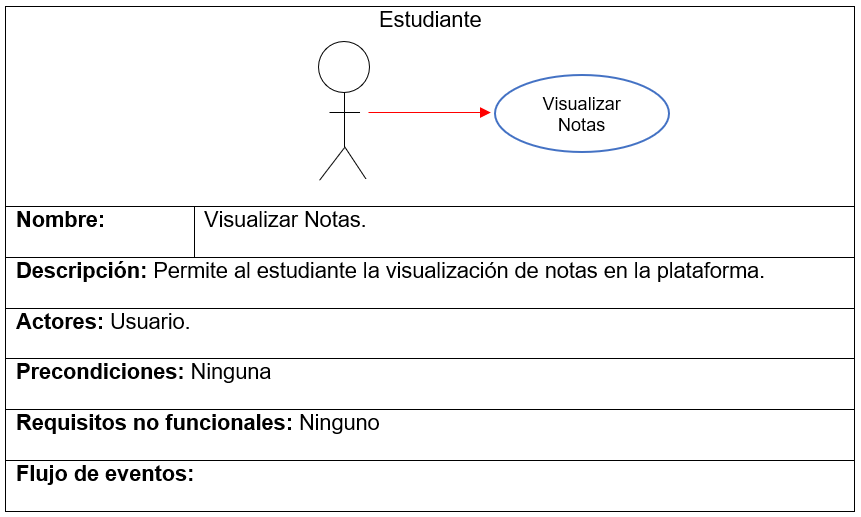 Estudiante
Visualizar
Notas
Nombre: Visualizar Notas.
Descripción: Permite al estudiante la visualización de notas en la plataforma.
Actores: Usuario.
Precondiciones: Ninguna
Requisitos no funcionales: Ninguno
Flujo de eventos: